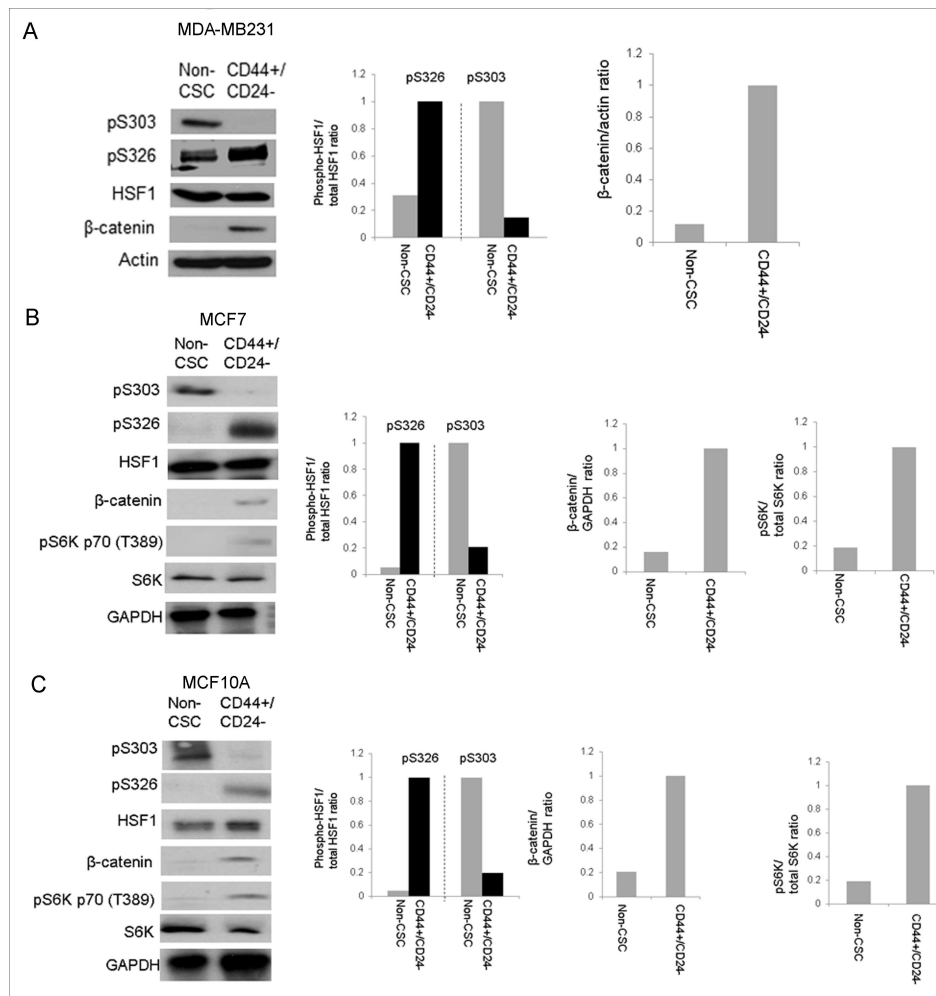 A
MDA-MB231
Non-
CSC
CD44+/
CD24-
pS303
pS326
HSF1
β-catenin
Actin
Phospho-HSF1/
total HSF1 ratio
1.2
1
0.8
0.6
0.4
0.2
0
pS326
pS303
Non-CSC
CD44+/CD24-
Non-CSC
CD44+/CD24-
β-catenin/actin ratio
1.2
1
0.8
0.6
0.4
0.2
0
Non-CSC
CD44+/CD24-
B
MCF7
Non-
CSC
CD44+/
CD24-
pS303
pS326
HSF1
β-catenin
pS6K p70 (T389)
S6K
GAPDH
Phospho-HSF1/
total HSF1 ratio
1.2
1
0.8
0.6
0.4
0.2
0
pS326
pS303
Non-CSC
CD44+/CD24-
Non-CSC
CD44+/CD24-
β-catenin/
GAPDH ratio
1.2
1
0.8
0.6
0.4
0.2
0
Non-CSC
CD44+/CD24-
pS6K/
total S6K ratio
1.2
1
0.8
0.6
0.4
0.2
0
Non-CSC
CD44+/CD24-
C
MCF10A
Non-
CSC
CD44+/
CD24-
pS303
pS326
HSF1
β-catenin
pS6K p70 (T389)
S6K
GAPDH
Phospho-HSF1/
total HSF1 ratio
1.2
1
0.8
0.6
0.4
0.2
0
pS326
pS303
Non-CSC
CD44+/CD24-
Non-CSC
CD44+/CD24-
β-catenin/
GAPDH ratio
1.2
1
0.8
0.6
0.4
0.2
0
Non-CSC
CD44+/CD24-
pS6K/
total S6K ratio
1.2
1
0.8
0.6
0.4
0.2
0
Non-CSC
CD44+/CD24-